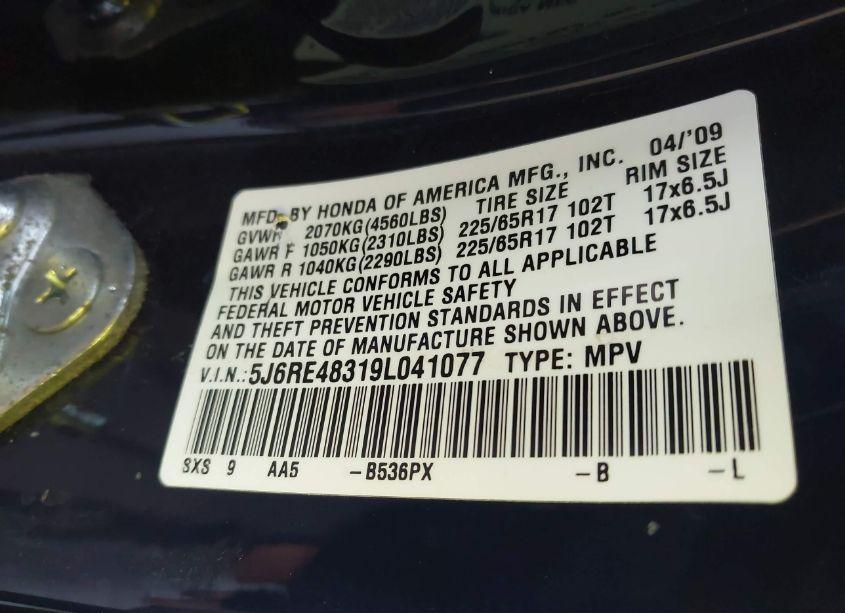 MFD. BY HONDA OF AMERICA MFG., INC. 04/'09
GVWR 2070KG(4560LBS) TIRE SIZE RIM SIZE
GAWR F 1050KG(2310LBS) 225/65R17 102T 17x6.5J
GAWR R 1040KG(2290LBS) 225/65R17 102T 17x6.5J
THIS VEHICLE CONFORMS TO ALL APPLICABLE
FEDERAL MOTOR VEHICLE SAFETY
AND THEFT PREVENTION STANDARDS IN EFFECT
ON THE DATE OF MANUFACTURE SHOWN ABOVE.
V.I.N.: 5J6RE48319L041077 TYPE: MPV
SXS 9 AA5 -B536PX -B -L